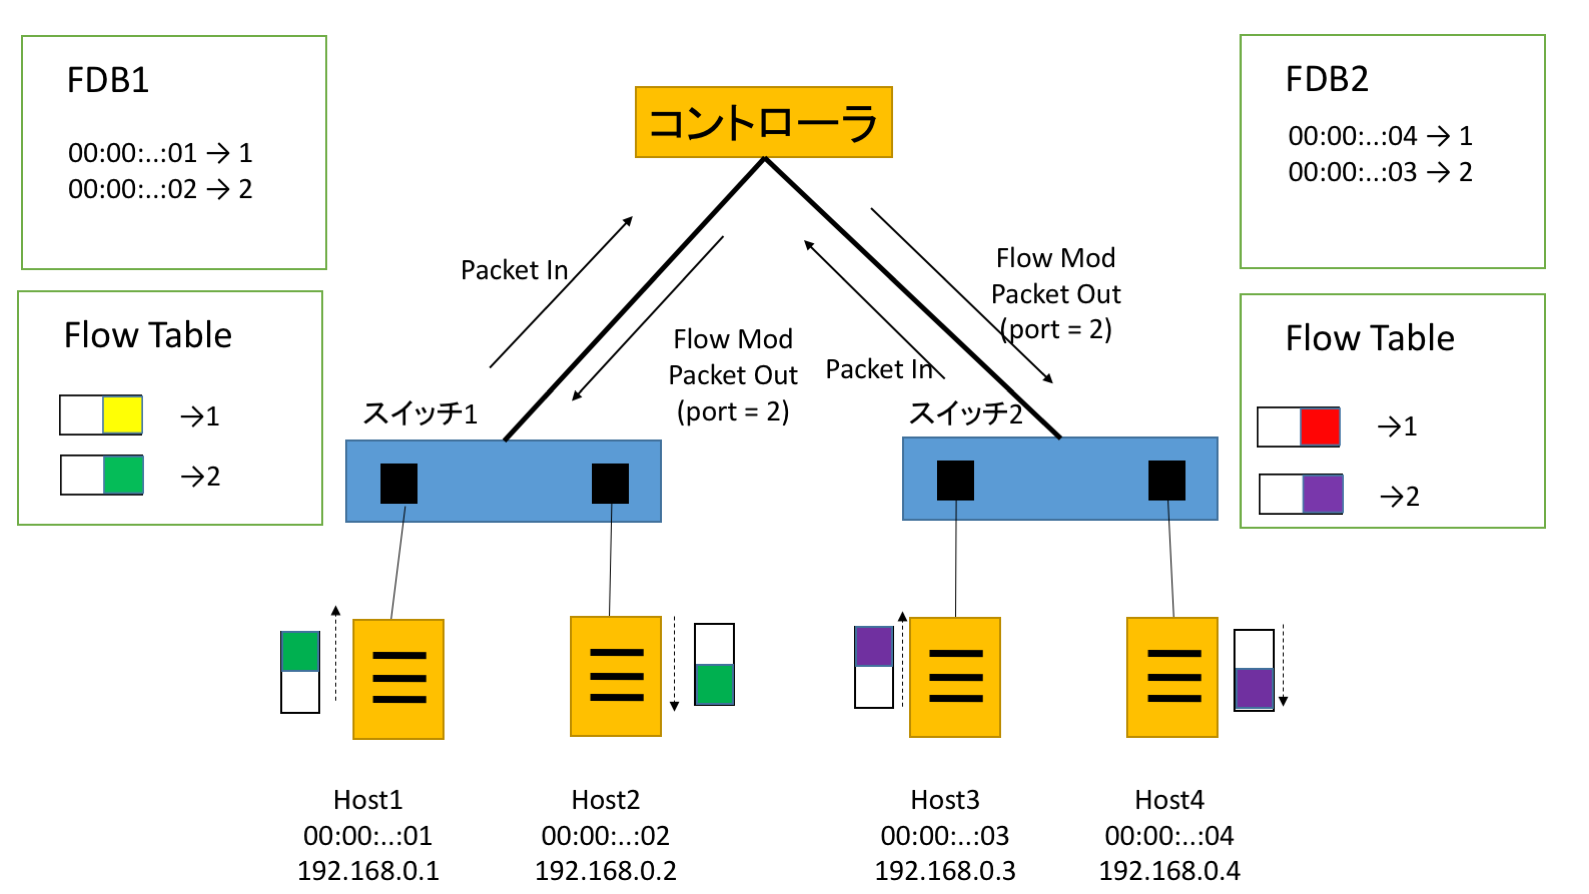 FDB1
00:00:..:01 → 1
00:00:..:02 → 2
Flow Table
→1
→2
コントローラ
Packet In
Flow Mod
Packet Out
(port = 2)
Packet In
Flow Mod
Packet Out
(port = 2)
FDB2
00:00:..:04 → 1
00:00:..:03 → 2
Flow Table
→1
→2
スイッチ1
スイッチ2
Host1
00:00:..:01
192.168.0.1
Host2
00:00:..:02
192.168.0.2
Host3
00:00:..:03
192.168.0.3
Host4
00:00:..:04
192.168.0.4